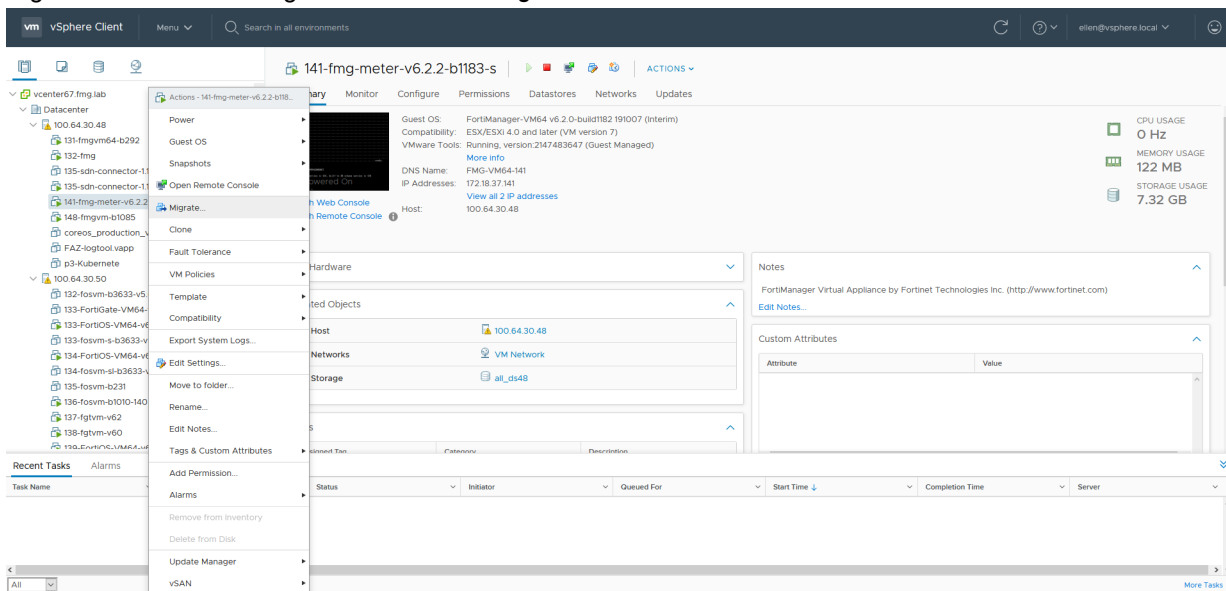 vm vSphere Client Menu Search in all environments C ? ellen@vsphere.local
141-fmg-meter-v6.2.2-b1183-s ACTIONS
vcenter67.fmg.lab
Datacenter
100.64.30.48
131-fmgvm64-b292
132-fmg
135-sdn-connector-1.1
135-sdn-connector-1.1
141-fmg-meter-v6.2.2
148-fmgvm-b1085
coreos_production_v
FAZ-logtool.vapp
p3-Kubernete
100.64.30.50
132-fosvm-b3633-v5.
133-FortiGate-VM64-
133-FortiOS-VM64-v6
133-fosvm-s-b3633-v
134-FortiOS-VM64-v6
134-fosvm-sl-b3633-v
135-fosvm-b231
136-fosvm-b1010-140
137-fgtvm-v62
138-fgtvm-v60
139-FortiOS-VM64-v6
Actions - 141-fmg-meter-v6.2.2-b118...
Power
Guest OS
Snapshots
Open Remote Console
Migrate...
Clone
Fault Tolerance
VM Policies
Template
Compatibility
Export System Logs...
Edit Settings...
Move to folder...
Rename...
Edit Notes...
Tags & Custom Attributes
Add Permission...
Alarms
Remove from Inventory
Delete from Disk
Update Manager
vSAN
mary Monitor Configure Permissions Datastores Networks Updates
Powered On
h Web Console
h Remote Console
Guest OS: FortiManager-VM64 v6.2.0-build1182 191007 (Interim)
Compatibility: ESX/ESXi 4.0 and later (VM version 7)
VMware Tools: Running, version:2147483647 (Guest Managed)
More info
DNS Name: FMG-VM64-141
IP Addresses: 172.18.37.141
View all 2 IP addresses
Host: 100.64.30.48
CPU USAGE
0 Hz
MEMORY USAGE
122 MB
STORAGE USAGE
7.32 GB
Hardware
ted Objects
Host 100.64.30.48
Networks VM Network
Storage all_ds48
s
signed Tag Category Description
Notes
FortiManager Virtual Appliance by Fortinet Technologies Inc. (http://www.fortinet.com)
Edit Notes...
Custom Attributes
Attribute Value
Recent Tasks Alarms
Task Name Status Initiator Queued For Start Time ↓ Completion Time Server
All More Tasks